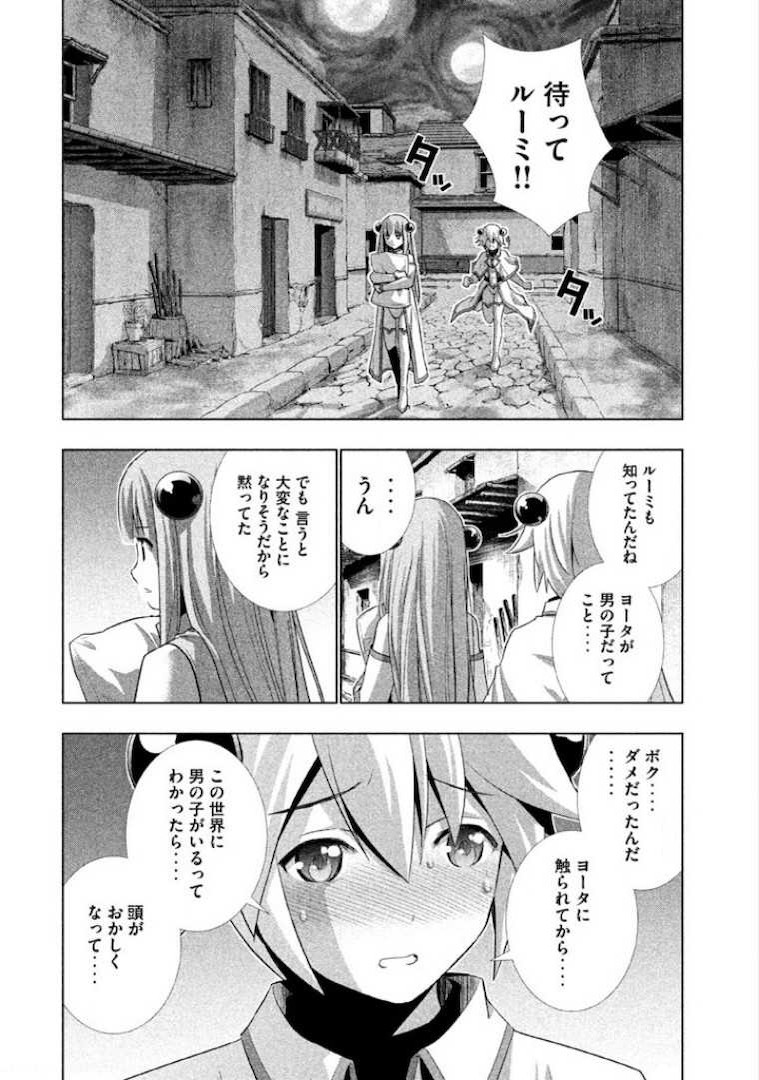 待って
ルーミ!!
タッ
タッ
ルーミも
知ってたんだね
ヨータが
男の子だって
こと‥‥
‥‥
うん
でも 言うと
大変なことに
なりそうだから
黙ってた
ボク‥‥
ダメだったんだ
‥‥‥
ヨータに
触られてから‥‥
この世界に
男の子がいるって
わかったら‥‥
頭が
おかしく
なって‥‥